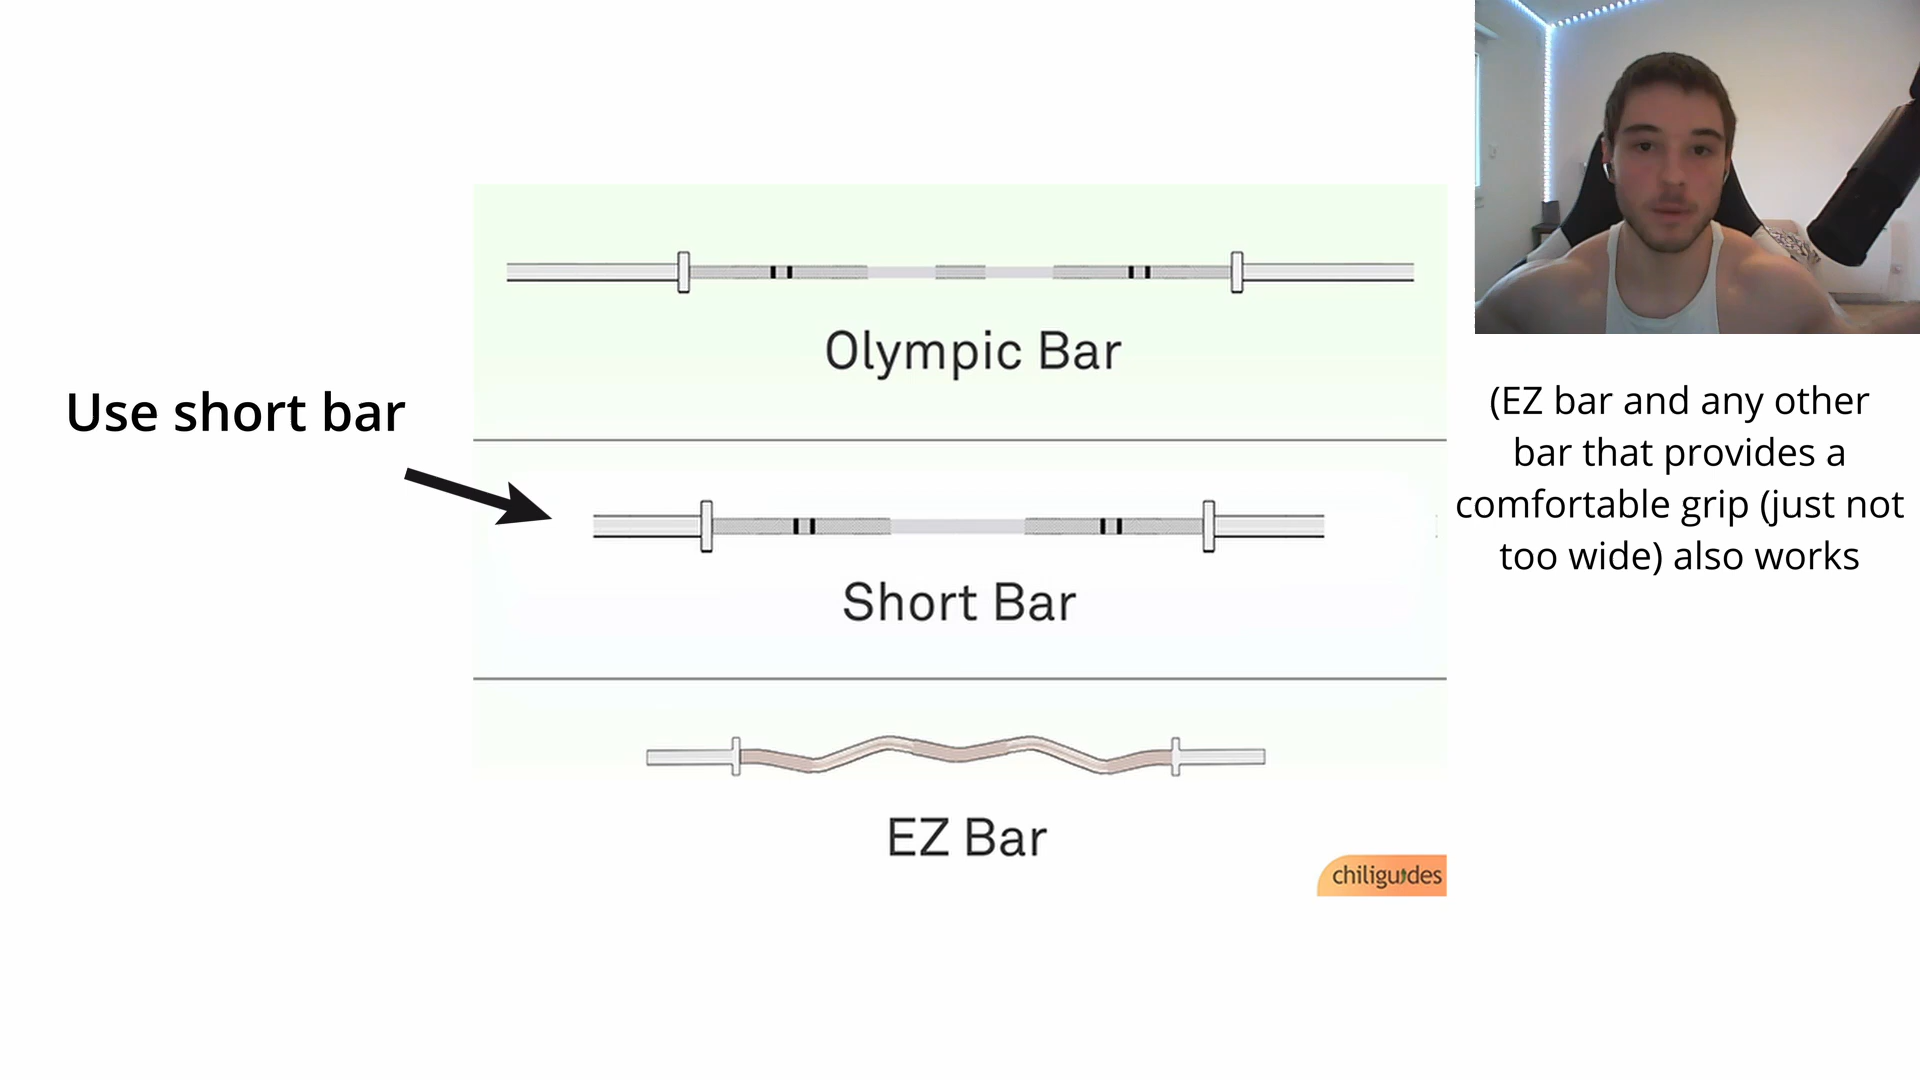 Olympic Bar
Use short bar
(EZ bar and any other
bar that provides a
comfortable grip (just not
too wide) also works
Short Bar
EZ Bar
chiliguides